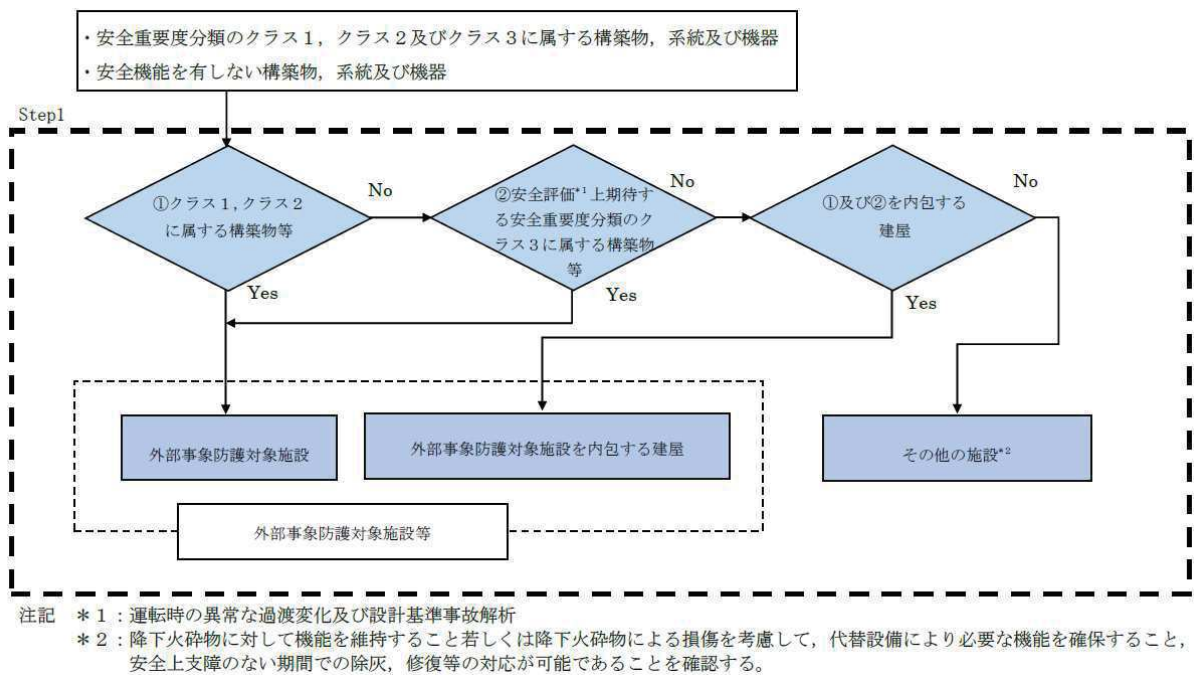 ・安全重要度分類のクラス１，クラス２及びクラス３に属する構築物，系統及び機器
・安全機能を有しない構築物，系統及び機器
Step1
①クラス１，クラス２
に属する構築物等
No
Yes
②安全評価*1上期待す
る安全重要度分類のク
ラス３に属する構築物
等
No
Yes
①及び②を内包する
建屋
No
Yes
外部事象防護対象施設
外部事象防護対象施設を内包する建屋
その他の施設*2
外部事象防護対象施設等
注記　＊１：運転時の異常な過渡変化及び設計基準事故解析
＊２：降下火砕物に対して機能を維持すること若しくは降下火砕物による損傷を考慮して，代替設備により必要な機能を確保すること，
安全上支障のない期間での除灰，修復等の対応が可能であることを確認する。